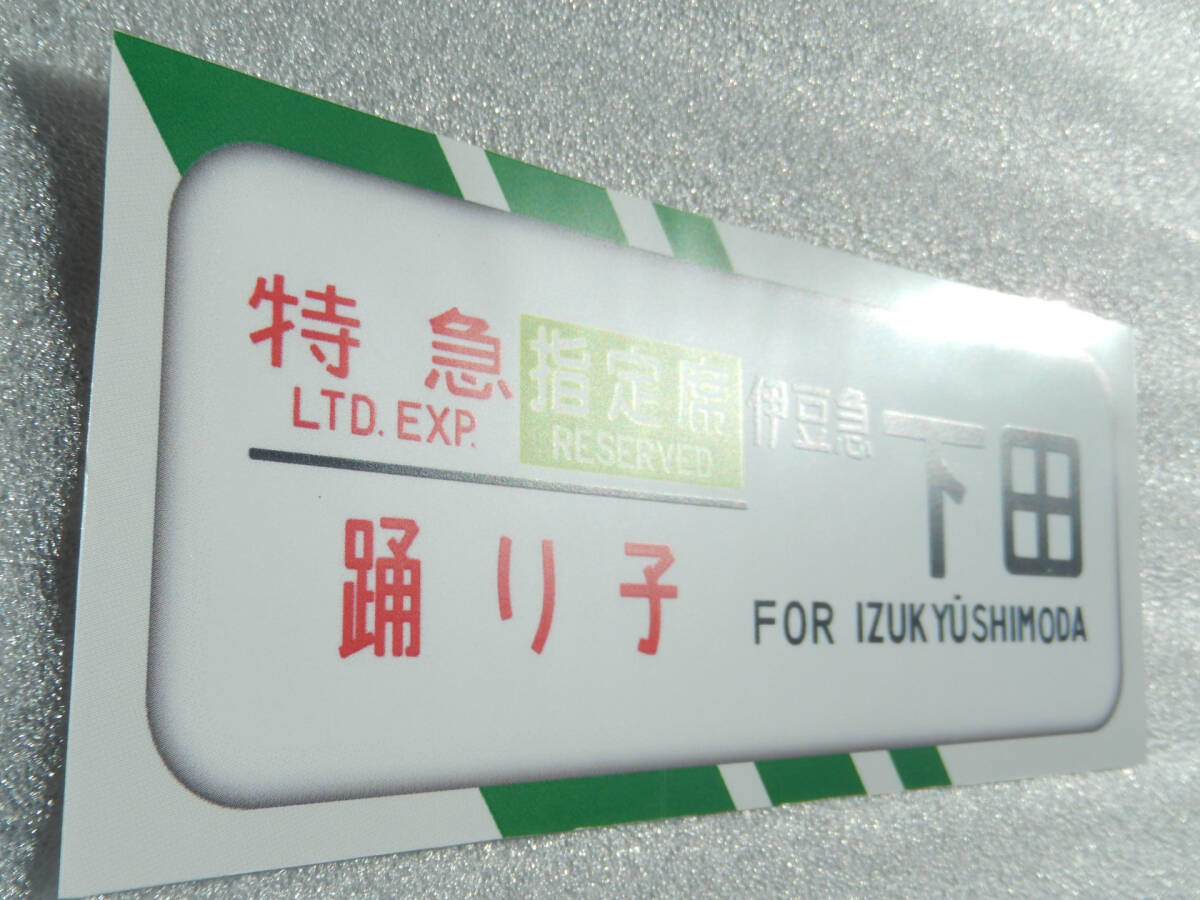 特急
LTD. EXP.
指定席
RESERVED
踊り子
伊豆急下田
FOR IZUKYŪSHIMODA